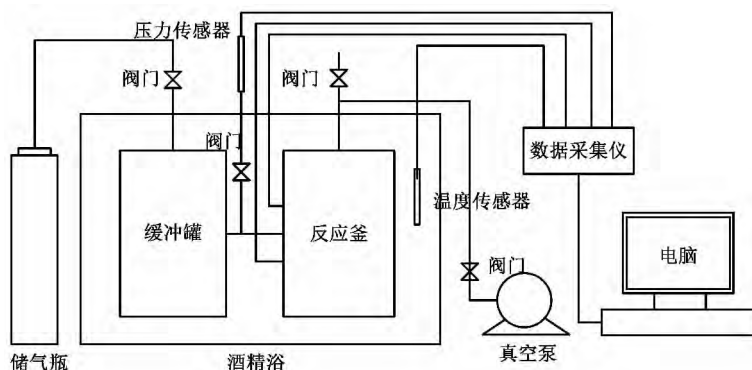 压力传感器
阀门
阀门
阀门
数据采集仪
缓冲罐
反应釜
温度传感器
阀门
电脑
储气瓶
酒精浴
真空泵